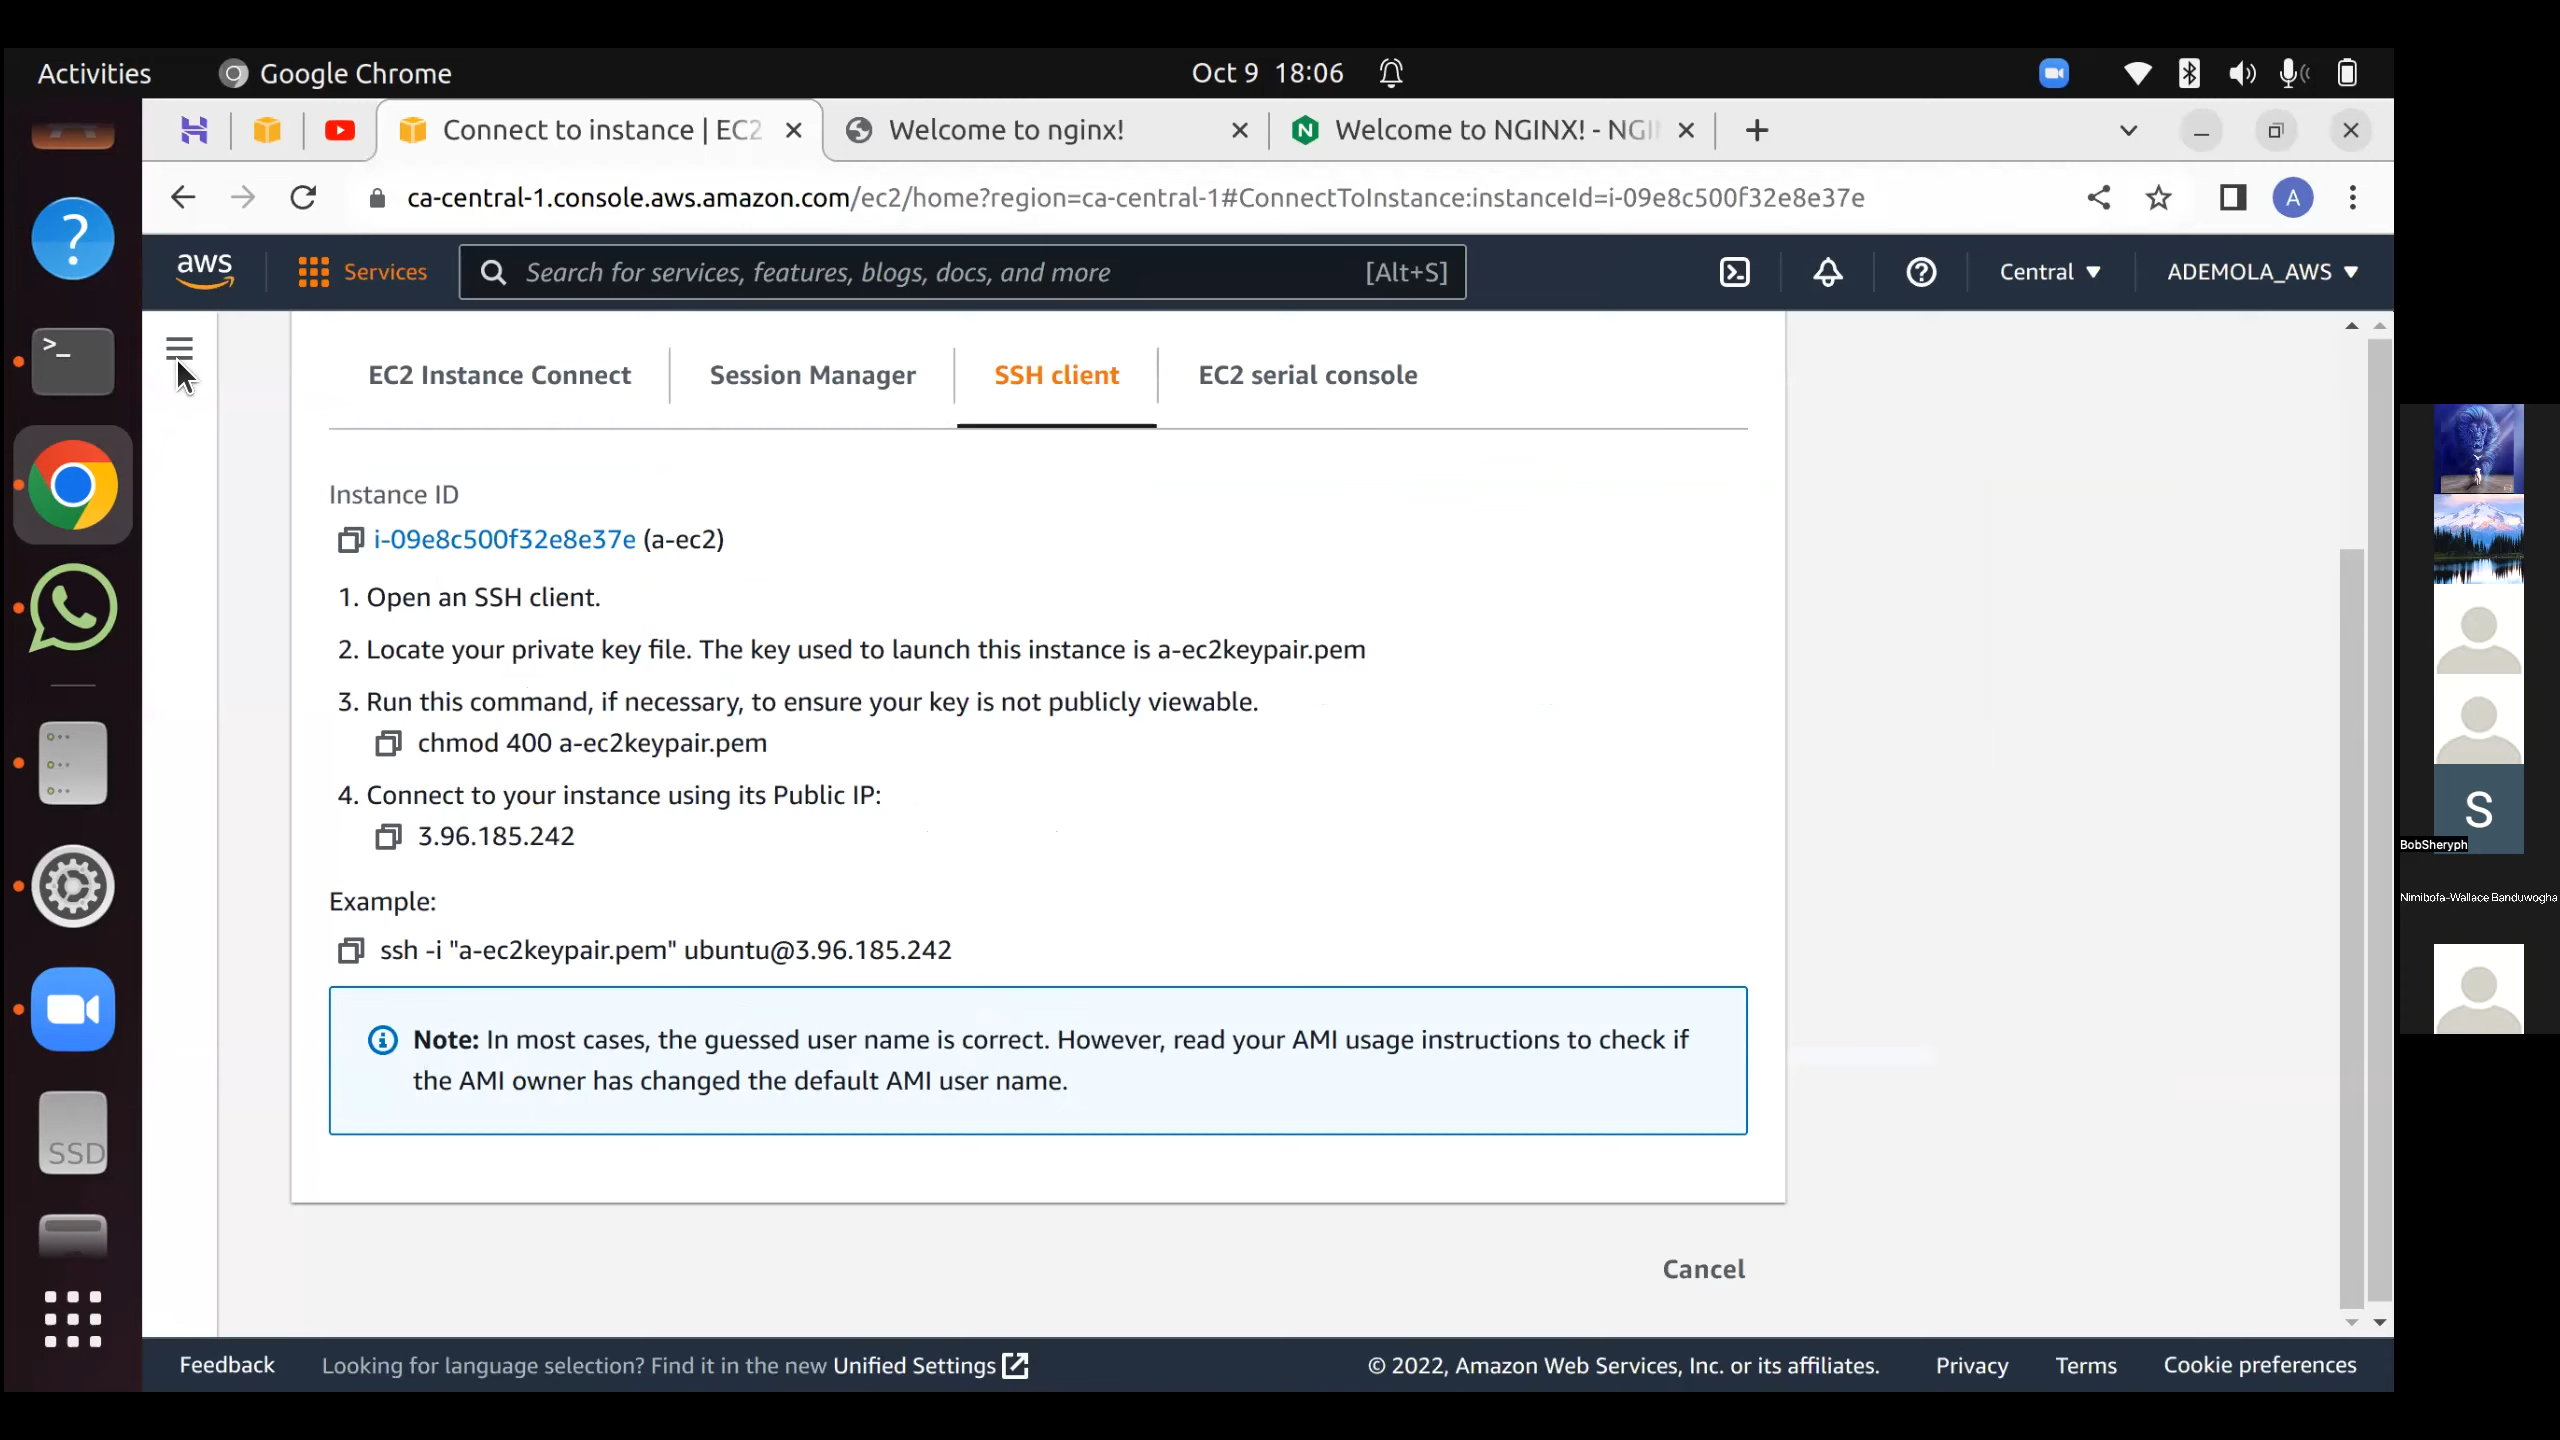 Activities
Google Chrome
Oct 9 18:06
Connect to instance | EC2
Welcome to nginx!
Welcome to NGINX! - NGI
ca-central-1.console.aws.amazon.com/ec2/home?region=ca-central-1#ConnectToInstance:instanceId=i-09e8c500f32e8e37e
A
aws
Services
Search for services, features, blogs, docs, and more
[Alt+S]
Central
ADEMOLA_AWS
EC2 Instance Connect
Session Manager
SSH client
EC2 serial console
Instance ID
i-09e8c500f32e8e37e (a-ec2)
1. Open an SSH client.
2. Locate your private key file. The key used to launch this instance is a-ec2keypair.pem
3. Run this command, if necessary, to ensure your key is not publicly viewable.
chmod 400 a-ec2keypair.pem
4. Connect to your instance using its Public IP:
3.96.185.242
Example:
ssh -i "a-ec2keypair.pem" ubuntu@3.96.185.242
Note: In most cases, the guessed user name is correct. However, read your AMI usage instructions to check if
the AMI owner has changed the default AMI user name.
Cancel
Feedback
Looking for language selection? Find it in the new Unified Settings
© 2022, Amazon Web Services, Inc. or its affiliates.
Privacy
Terms
Cookie preferences
SSD
S
BobSheryph
Nimibofa-Wallace Banduwogha